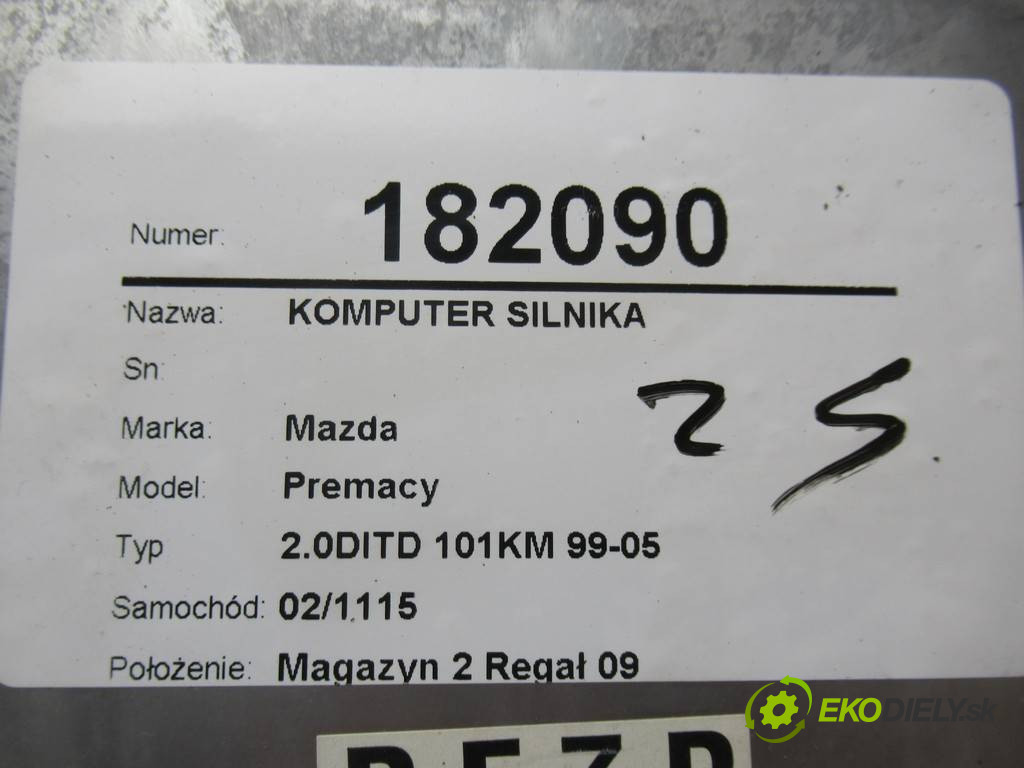 Numer: 182090
Nazwa: KOMPUTER SILNIKA
Sn:
Marka: Mazda
Model: Premacy
Typ 2.0DITD 101KM 99-05
Samochód: 02/1115
Położenie: Magazyn 2 Regał 09
25
EKODIELY.sk